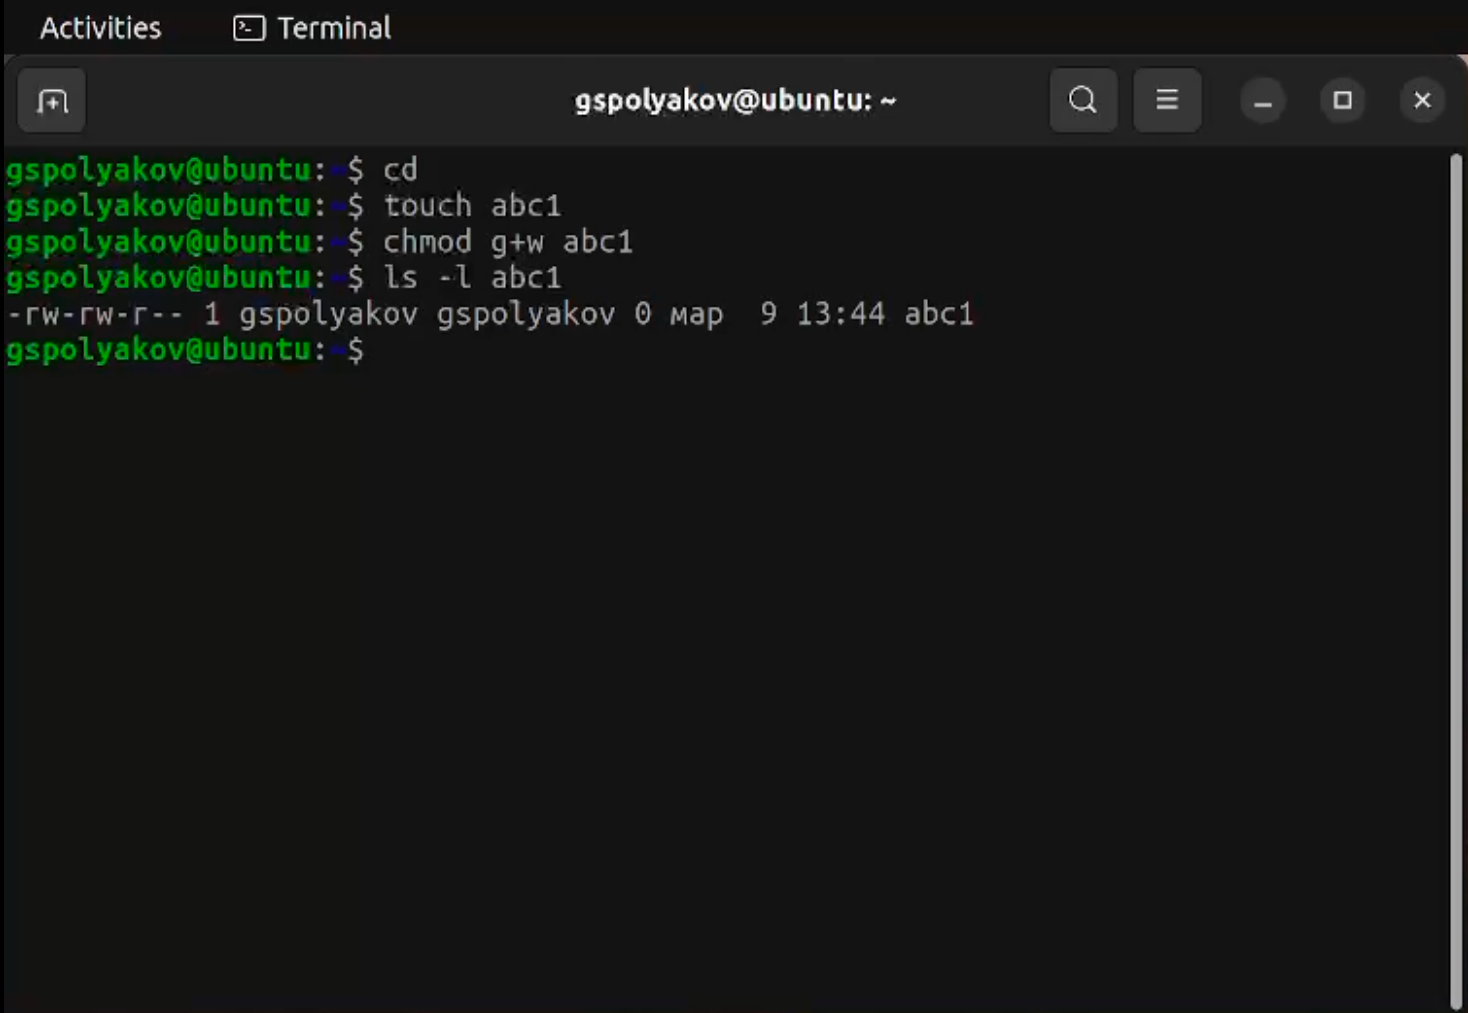 Activities Terminal
gspolyakov@ubuntu: ~
gspolyakov@ubuntu:~$ cd
gspolyakov@ubuntu:~$ touch abc1
gspolyakov@ubuntu:~$ chmod g+w abc1
gspolyakov@ubuntu:~$ ls -l abc1
-rw-rw-r-- 1 gspolyakov gspolyakov 0 мар  9 13:44 abc1
gspolyakov@ubuntu:~$